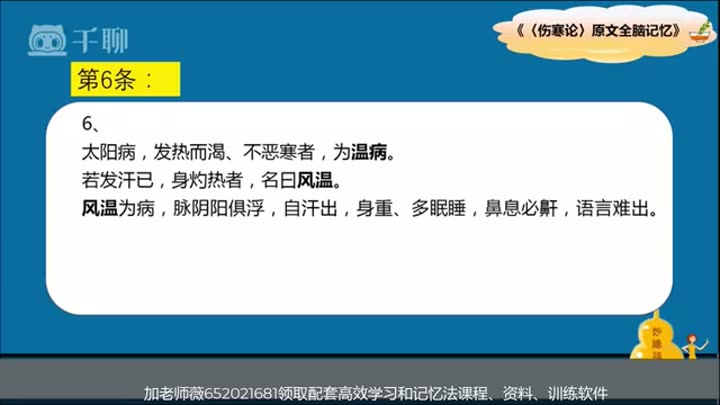 千聊
《〈伤寒论〉原文全脑记忆》
第6条：
6、
太阳病，发热而渴、不恶寒者，为温病。
若发汗已，身灼热者，名曰风温。
风温为病，脉阴阳俱浮，自汗出，身重、多眠睡，鼻息必鼾，语言难出。
加老师薇652021681领取配套高效学习和记忆法课程、资料、训练软件